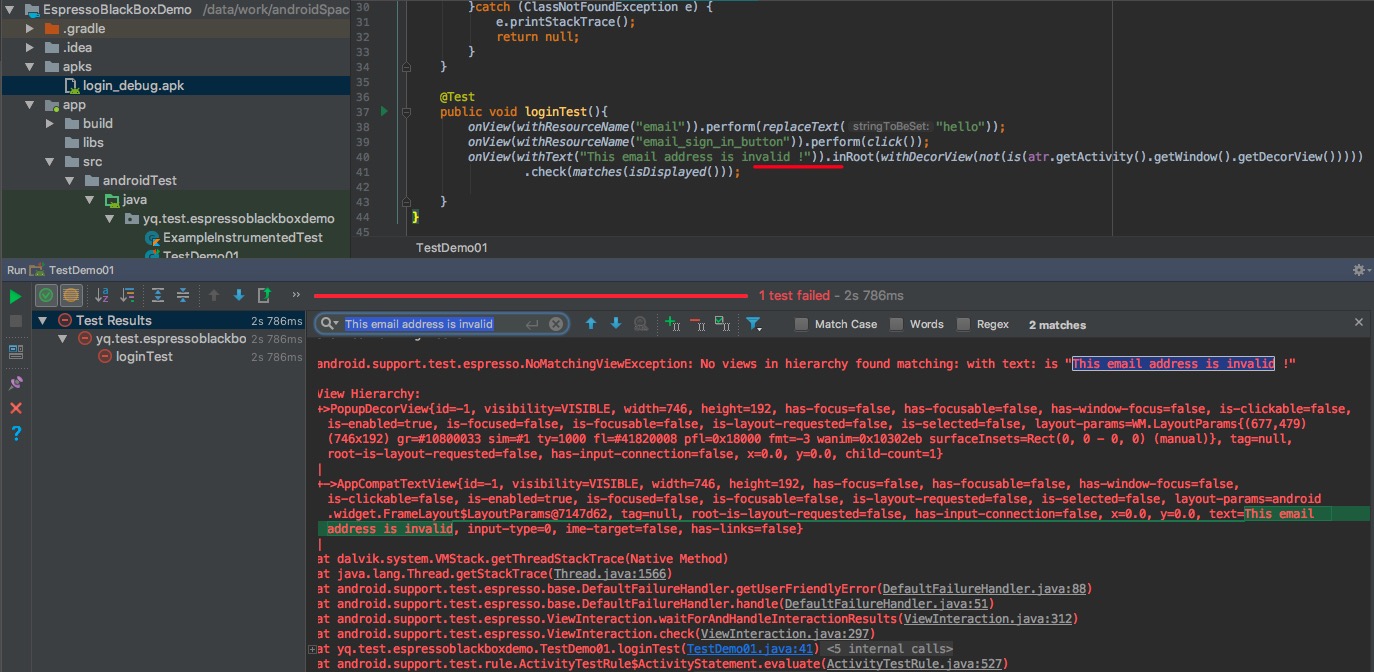 EspressoBlackBoxDemo /data/work/androidSpac
.gradle
.idea
apks
login_debug.apk
app
build
libs
src
androidTest
java
yq.test.espressoblackboxdemo
ExampleInstrumentedTest
TestDemo01
30 }catch (ClassNotFoundException e) {
31 e.printStackTrace();
32 return null;
33 }
34 }
35
36 @Test
37 public void loginTest(){
38 onView(withResourceName("email")).perform(replaceText( stringToBeSet: "hello"));
39 onView(withResourceName("email_sign_in_button")).perform(click());
40 onView(withText("This email address is invalid !")).inRoot(withDecorView(not(is(atr.getActivity().getWindow().getDecorView()))))
41 .check(matches(isDisplayed()));
42
43 }
44 }
45
TestDemo01
Run TestDemo01
1 test failed - 2s 786ms
Test Results 2s 786ms
yq.test.espressoblackbo 2s 786ms
loginTest 2s 786ms
This email address is invalid
Match Case Words Regex 2 matches
android.support.test.espresso.NoMatchingViewException: No views in hierarchy found matching: with text: is "This email address is invalid !"
View Hierarchy:
+>PopupDecorView{id=-1, visibility=VISIBLE, width=746, height=192, has-focus=false, has-focusable=false, has-window-focus=false, is-clickable=false,
is-enabled=true, is-focused=false, is-focusable=false, is-layout-requested=false, is-selected=false, layout-params=WM.LayoutParams{(677,479)
(746x192) gr=#10800033 sim=#1 ty=1000 fl=#41820008 pfl=0x18000 fmt=-3 wanim=0x10302eb surfaceInsets=Rect(0, 0 - 0, 0) (manual)}, tag=null,
root-is-layout-requested=false, has-input-connection=false, x=0.0, y=0.0, child-count=1}
|
+->AppCompatTextView{id=-1, visibility=VISIBLE, width=746, height=192, has-focus=false, has-focusable=false, has-window-focus=false,
is-clickable=false, is-enabled=true, is-focused=false, is-focusable=false, is-layout-requested=false, is-selected=false, layout-params=android
.widget.FrameLayout$LayoutParams@7147d62, tag=null, root-is-layout-requested=false, has-input-connection=false, x=0.0, y=0.0, text=This email
address is invalid, input-type=0, ime-target=false, has-links=false}
|
at dalvik.system.VMStack.getThreadStackTrace(Native Method)
at java.lang.Thread.getStackTrace(Thread.java:1566)
at android.support.test.espresso.base.DefaultFailureHandler.getUserFriendlyError(DefaultFailureHandler.java:88)
at android.support.test.espresso.base.DefaultFailureHandler.handle(DefaultFailureHandler.java:51)
at android.support.test.espresso.ViewInteraction.waitForAndHandleInteractionResults(ViewInteraction.java:312)
at android.support.test.espresso.ViewInteraction.check(ViewInteraction.java:297)
at yq.test.espressoblackboxdemo.TestDemo01.loginTest(TestDemo01.java:41) <5 internal calls>
at android.support.test.rule.ActivityTestRule$ActivityStatement.evaluate(ActivityTestRule.java:527)